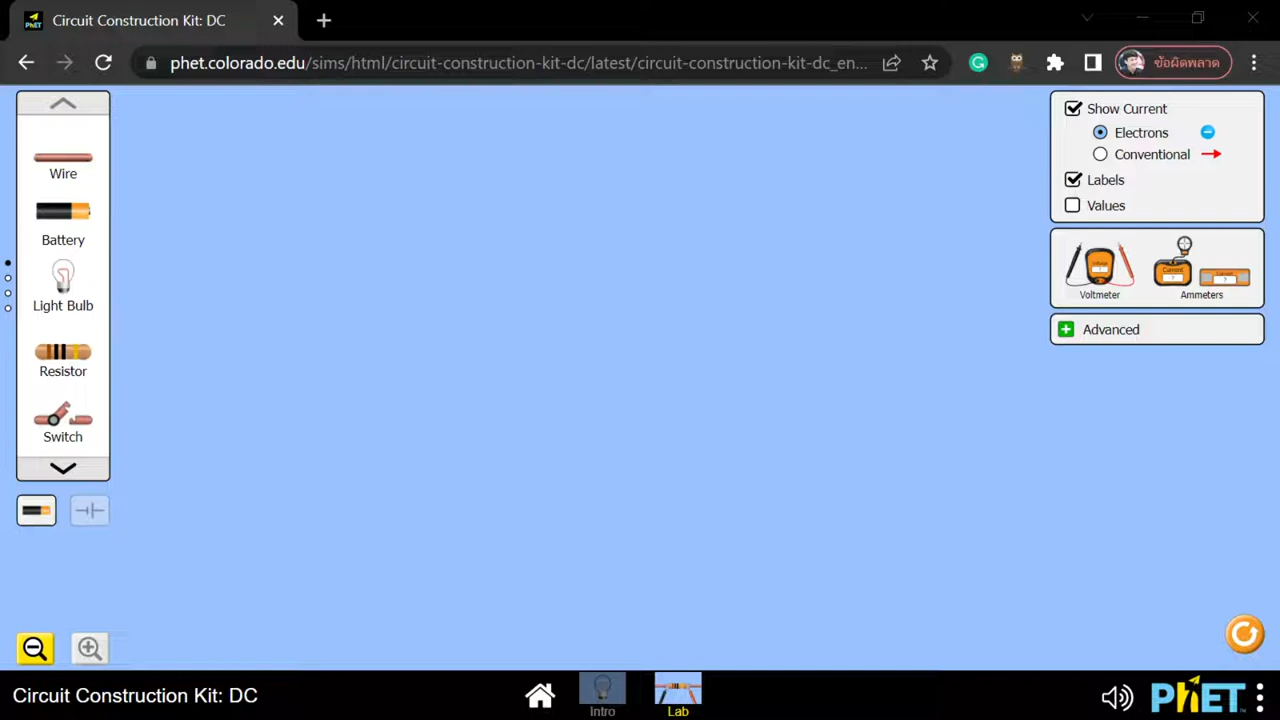 Circuit Construction Kit: DC
phet.colorado.edu/sims/html/circuit-construction-kit-dc/latest/circuit-construction-kit-dc_en...
ข้อผิดพลาด
Wire
Battery
Light Bulb
Resistor
Switch
Show Current
Electrons
Conventional
Labels
Values
Voltmeter
Ammeters
Advanced
Circuit Construction Kit: DC
Intro
Lab
PhET